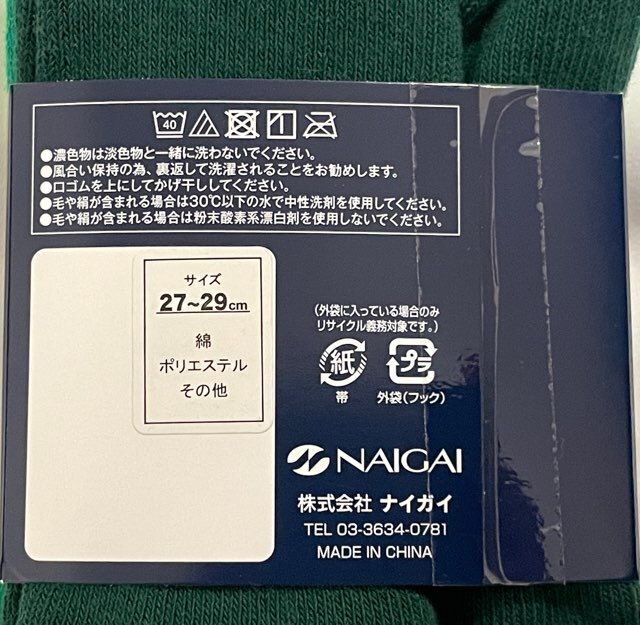 40
●濃色物は淡色物と一緒に洗わないでください。
●風合い保持の為、裏返して洗濯されることをお勧めします。
●口ゴムを上にしてかげ干ししてください。
●毛や絹が含まれる場合は30℃以下の水で中性洗剤を使用してください。
●毛や絹が含まれる場合は粉末酸素系漂白剤を使用しないでください。
サイズ
27~29cm
綿
ポリエステル
その他
(外袋に入っている場合のみ
リサイクル義務対象です。)
紙 プラ
帯 外袋(フック)
NAIGAI
株式会社 ナイガイ
TEL 03-3634-0781
MADE IN CHINA